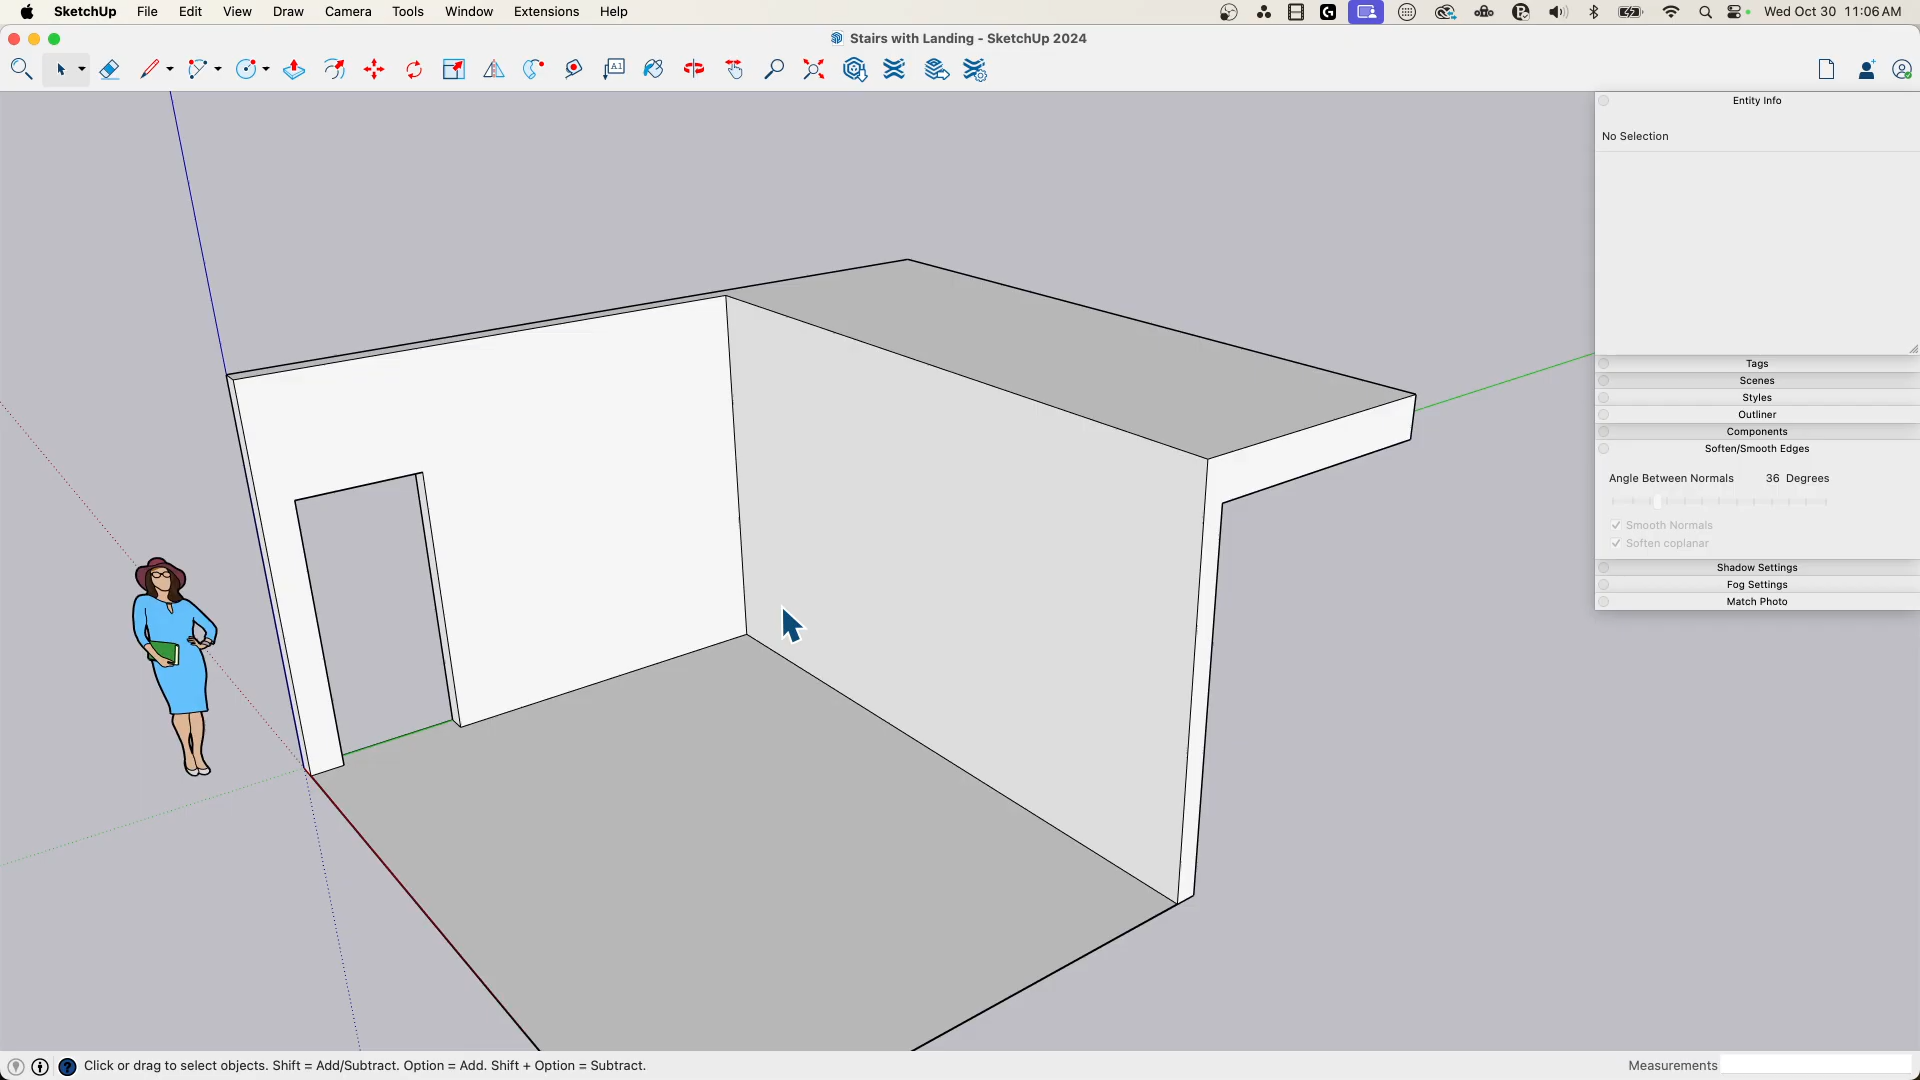 SketchUp File Edit View Draw Camera Tools Window Extensions Help Wed Oct 30 11:06 AM
Stairs with Landing - SketchUp 2024
A1
Entity Info
No Selection
Tags
Scenes
Styles
Outliner
Components
Soften/Smooth Edges
Angle Between Normals 36 Degrees
Smooth Normals
Soften coplanar
Shadow Settings
Fog Settings
Match Photo
Click or drag to select objects. Shift = Add/Subtract. Option = Add. Shift + Option = Subtract. Measurements